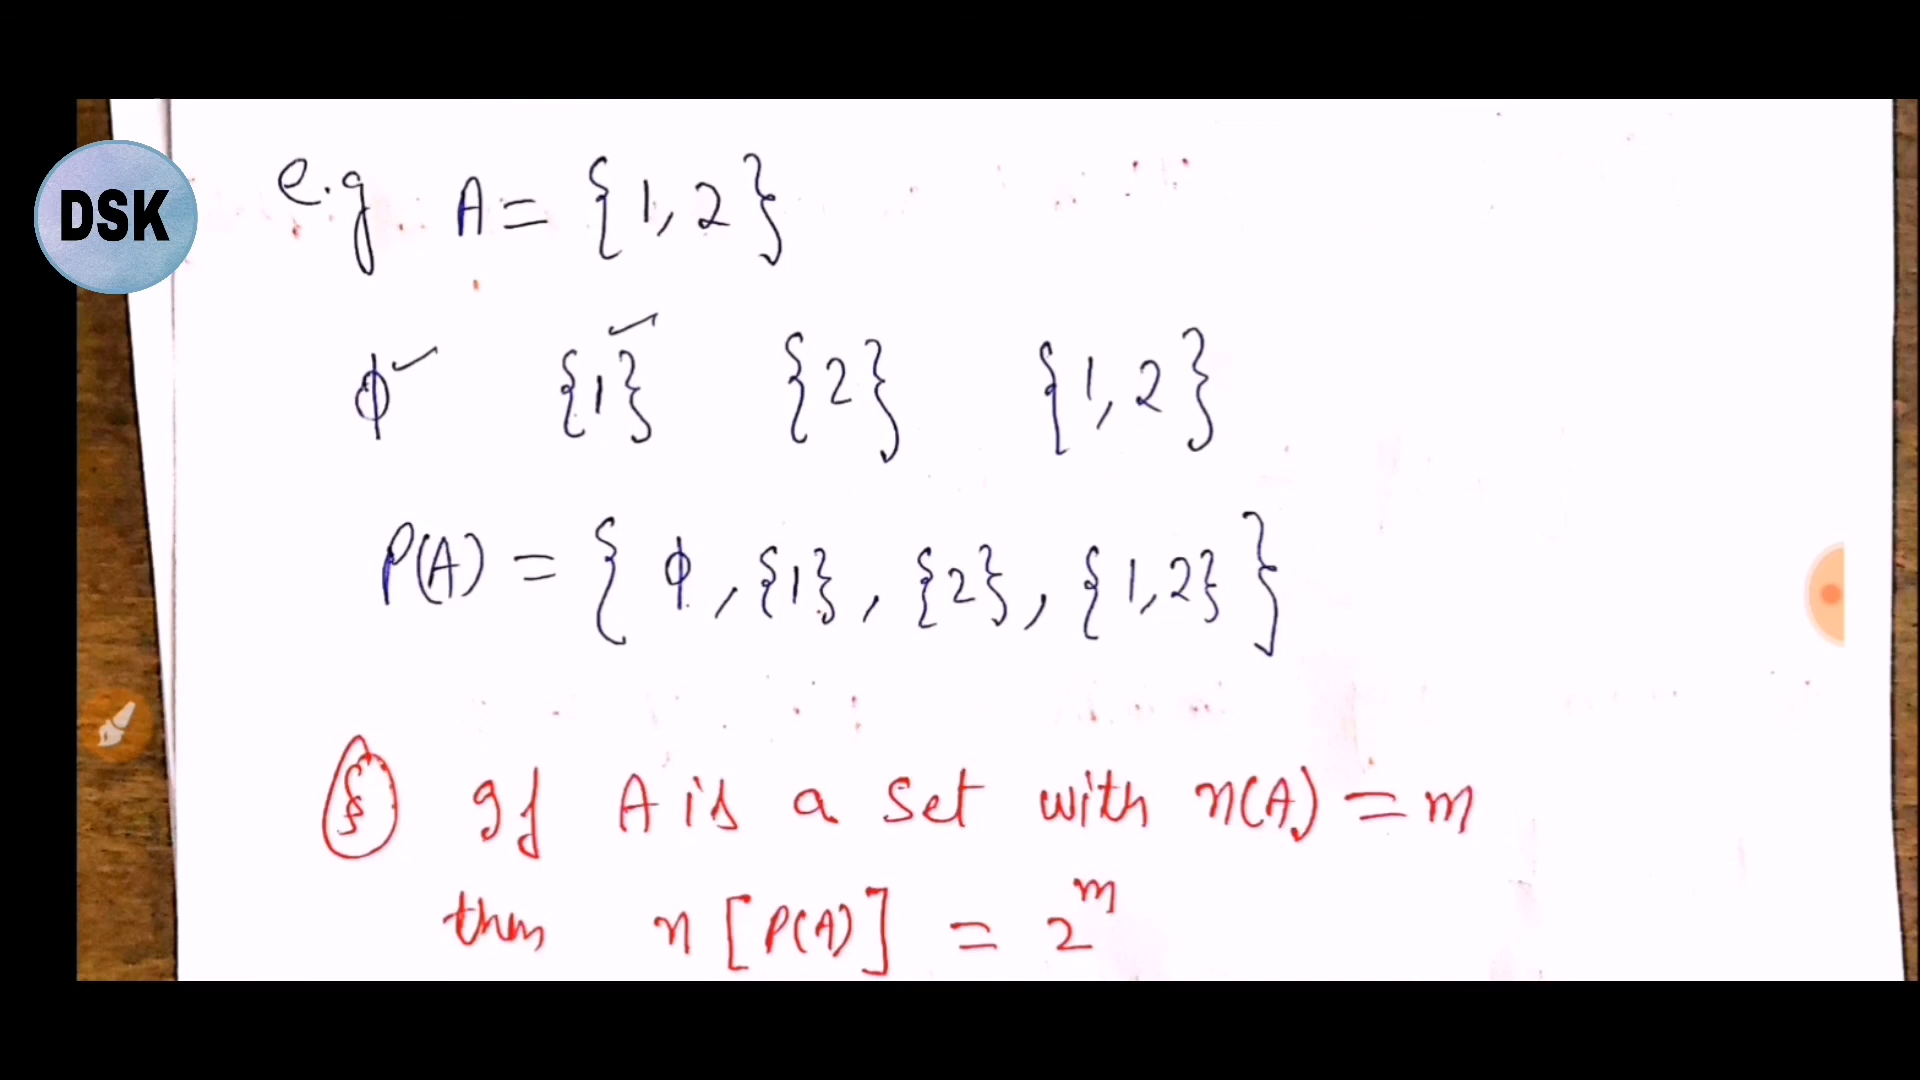 DSK
e.g A = {1, 2}
ϕ {1} {2} {1, 2}
P(A) = { ϕ, {1}, {2}, {1, 2} }
If A is a set with n(A) = m
then n [P(A)] = 2^m